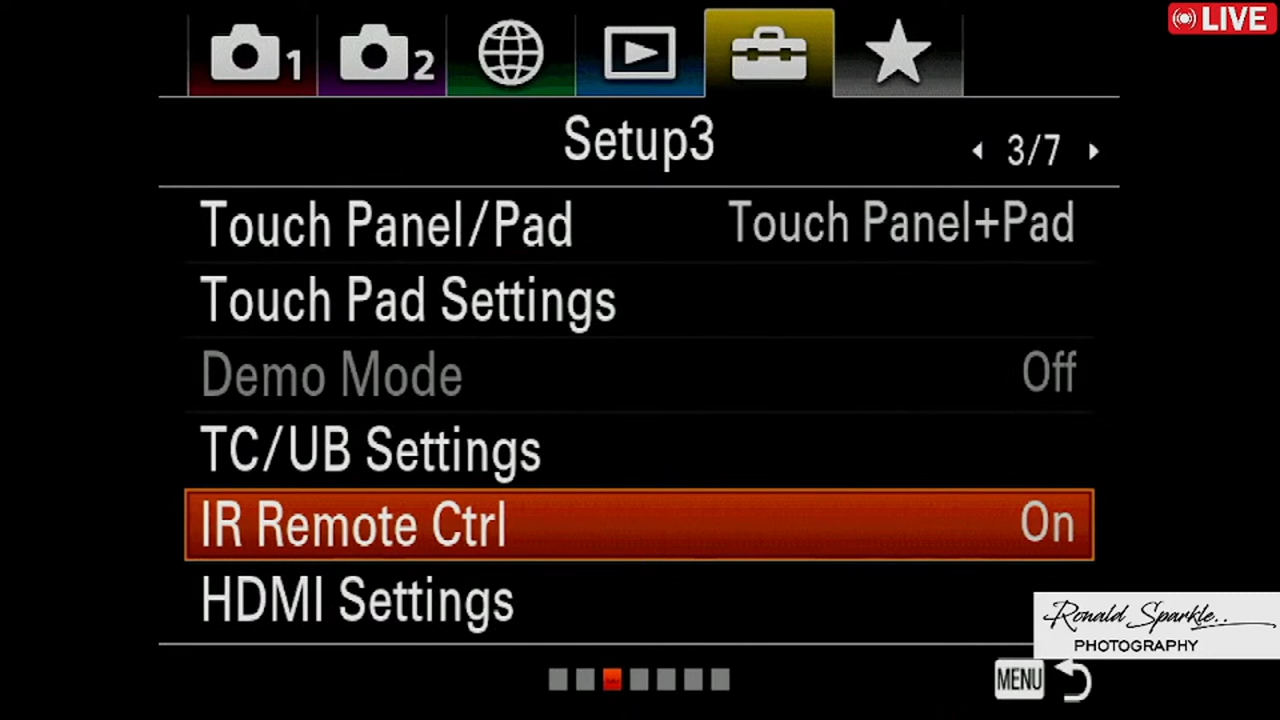 LIVE
1 2
Setup3 3/7
Touch Panel/Pad Touch Panel+Pad
Touch Pad Settings
Demo Mode Off
TC/UB Settings
IR Remote Ctrl On
HDMI Settings
Ronald Sparkle..
PHOTOGRAPHY
MENU